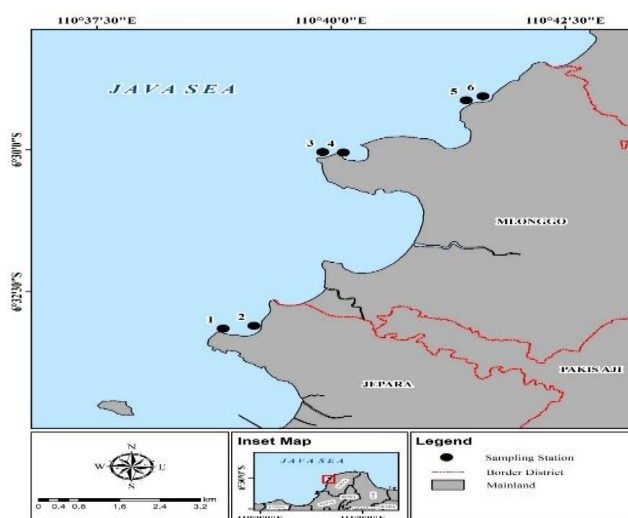 110°37'30"E 110°40'0"E 110°42'30"E
JAVA SEA
5 6
3 4
6°30'0"S
MLONGGO
6°32'30"S
1 2
PAKIS AJI
JEPARA
N
W E
S
0 0,4 0,8 1,6 2,4 3,2
km
Inset Map
JAVA SEA
Legend
Sampling Station
Border District
Mainland